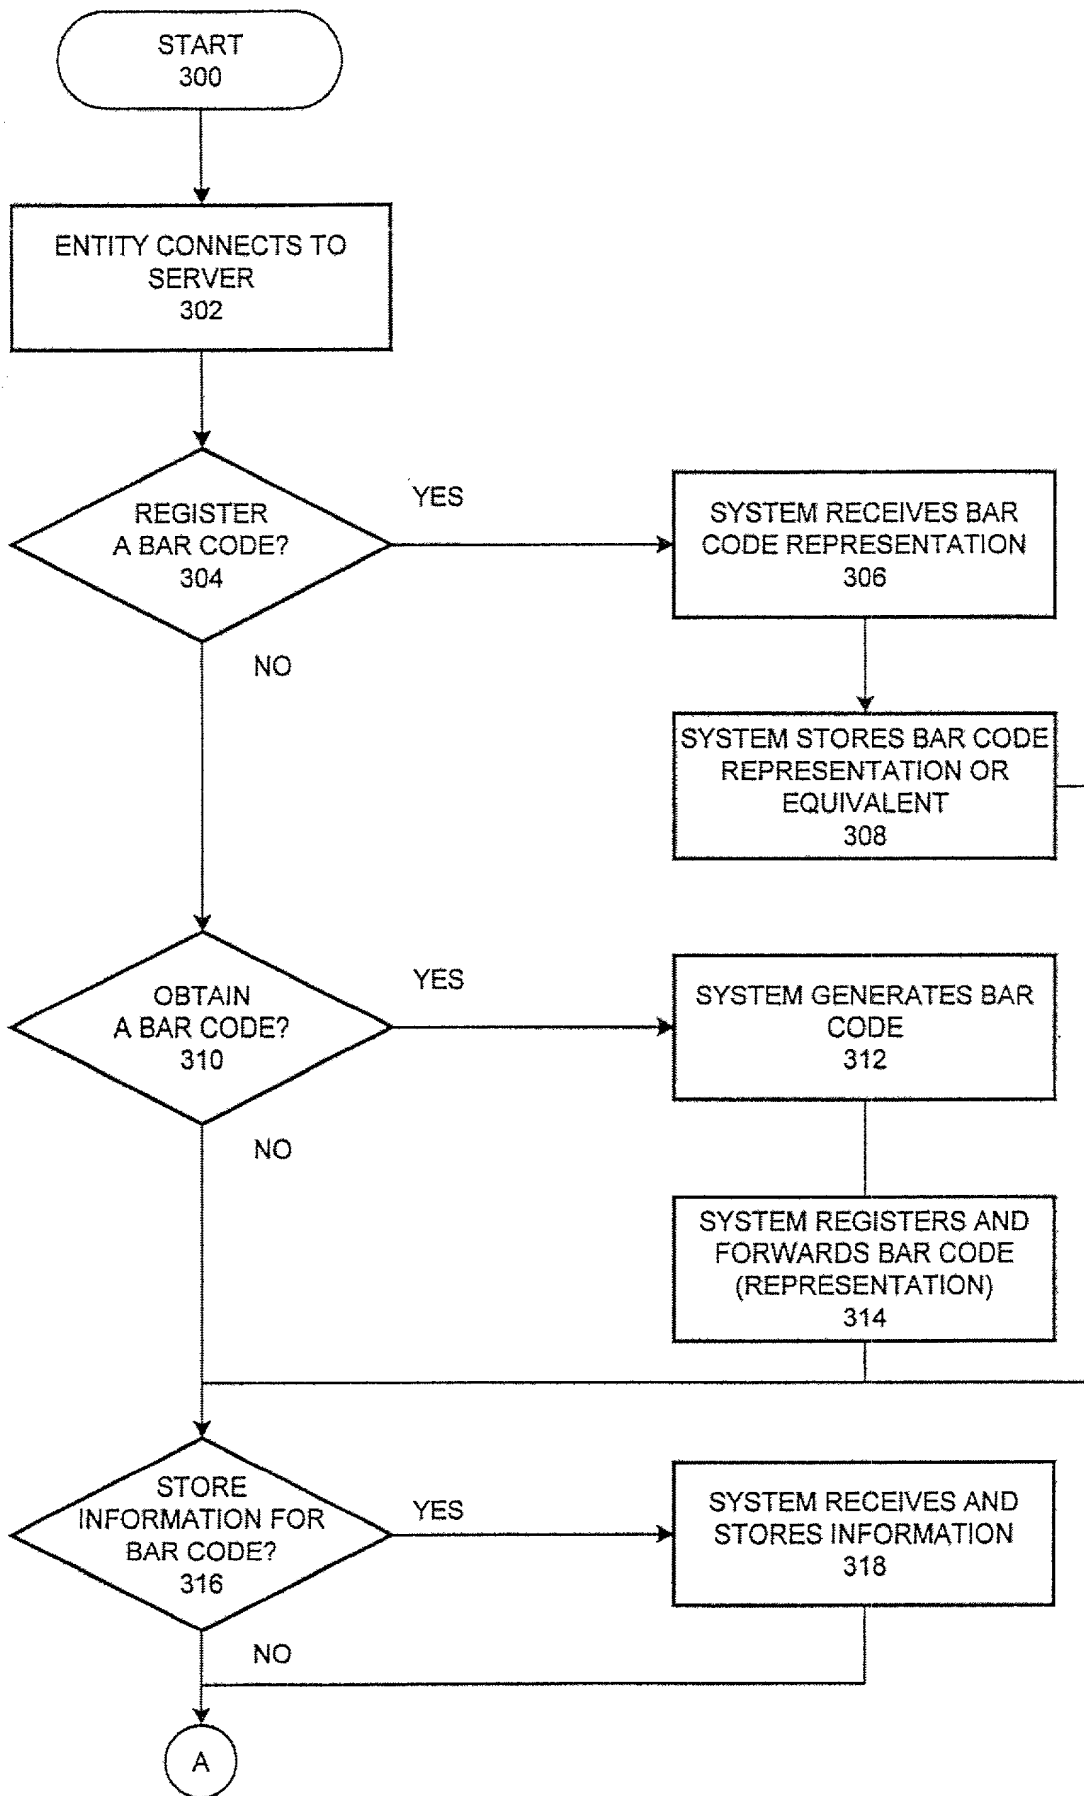 START
300
ENTITY CONNECTS TO
SERVER
302
REGISTER
A BAR CODE?
304
YES
NO
SYSTEM RECEIVES BAR
CODE REPRESENTATION
306
SYSTEM STORES BAR CODE
REPRESENTATION OR
EQUIVALENT
308
OBTAIN
A BAR CODE?
310
YES
NO
SYSTEM GENERATES BAR
CODE
312
SYSTEM REGISTERS AND
FORWARDS BAR CODE
(REPRESENTATION)
314
STORE
INFORMATION FOR
BAR CODE?
316
YES
NO
SYSTEM RECEIVES AND
STORES INFORMATION
318
A